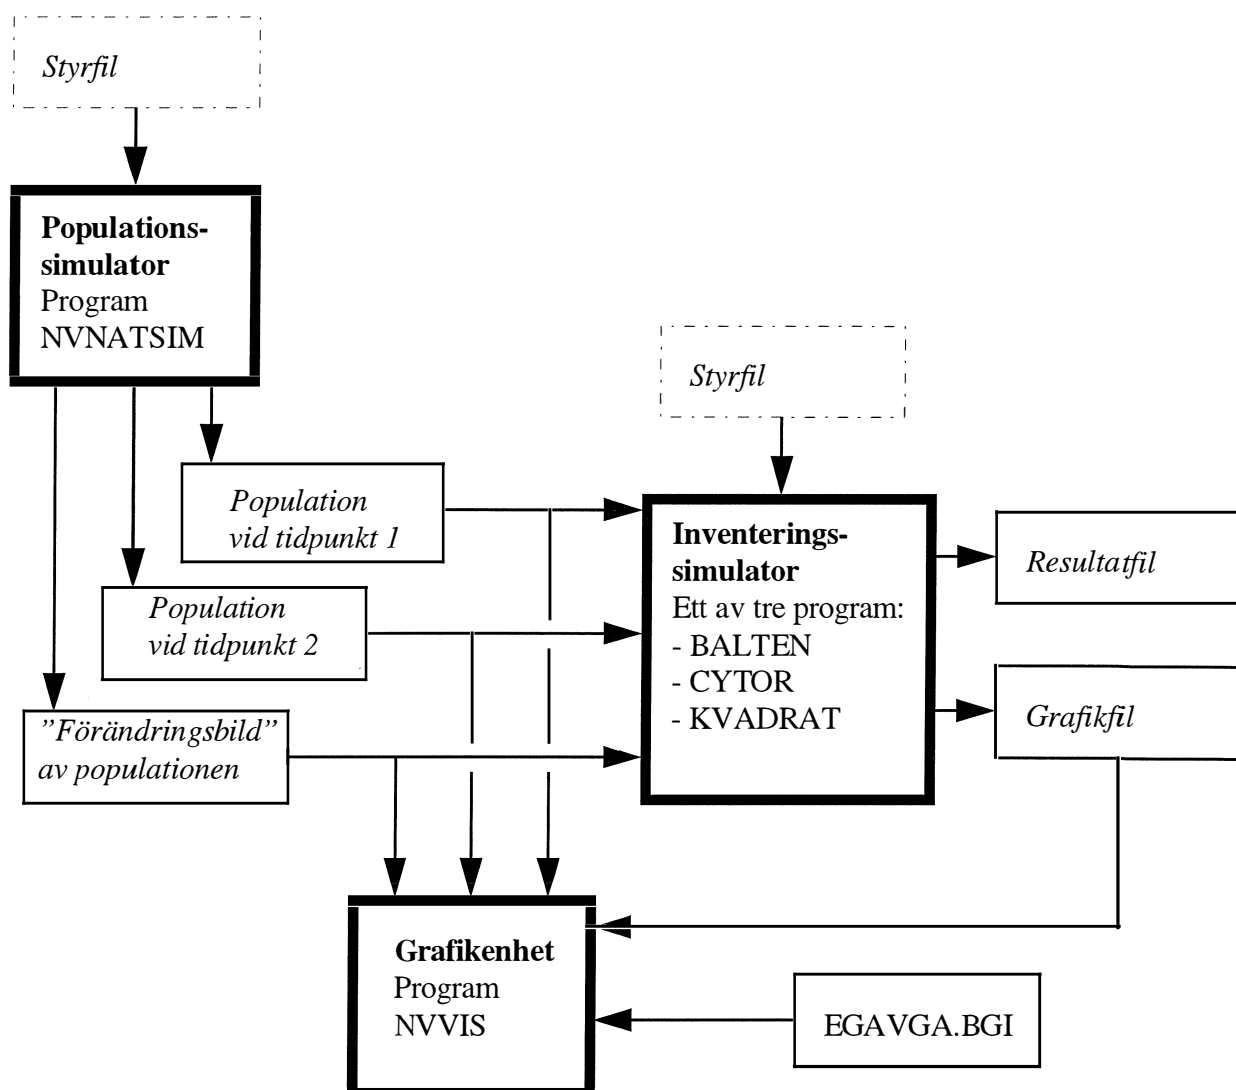 Styrfil
Populations-
simulator
Program
NVNATSIM
Styrfil
Population
vid tidpunkt 1
Inventerings-
simulator
Ett av tre program:
- BALTEN
- CYTOR
- KVADRAT
Resultatfil
Population
vid tidpunkt 2
Grafikfil
”Förändringsbild”
av populationen
Grafikenhet
Program
NVVIS
EGAVGA.BGI